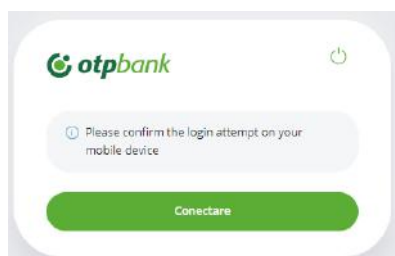 otpbank
Please confirm the login attempt on your
mobile device
Conectare